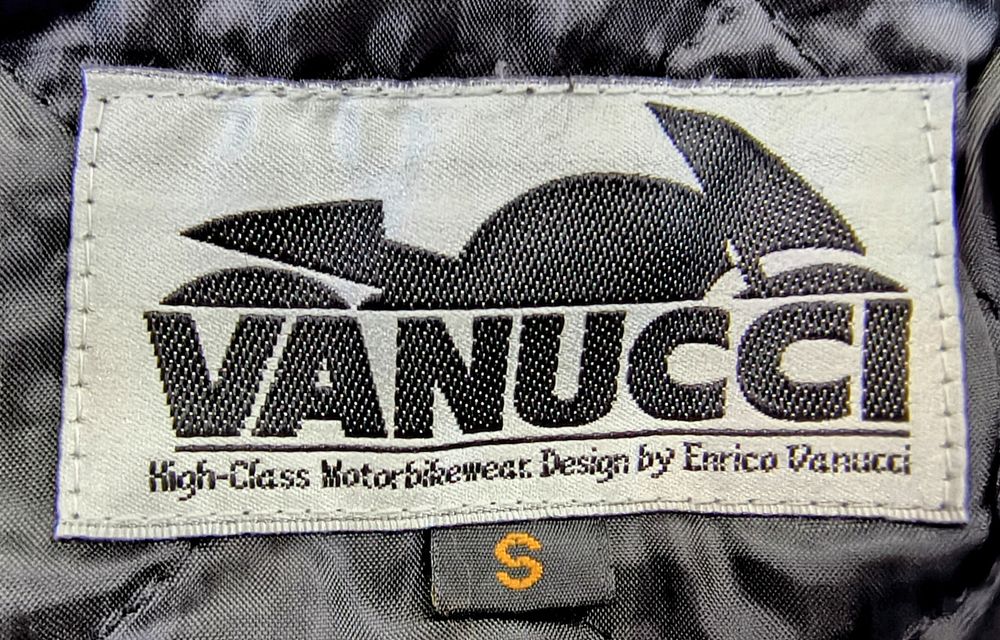 VANUCCI
High-Class Motorbikewear. Design by Enrico Vanucci
S